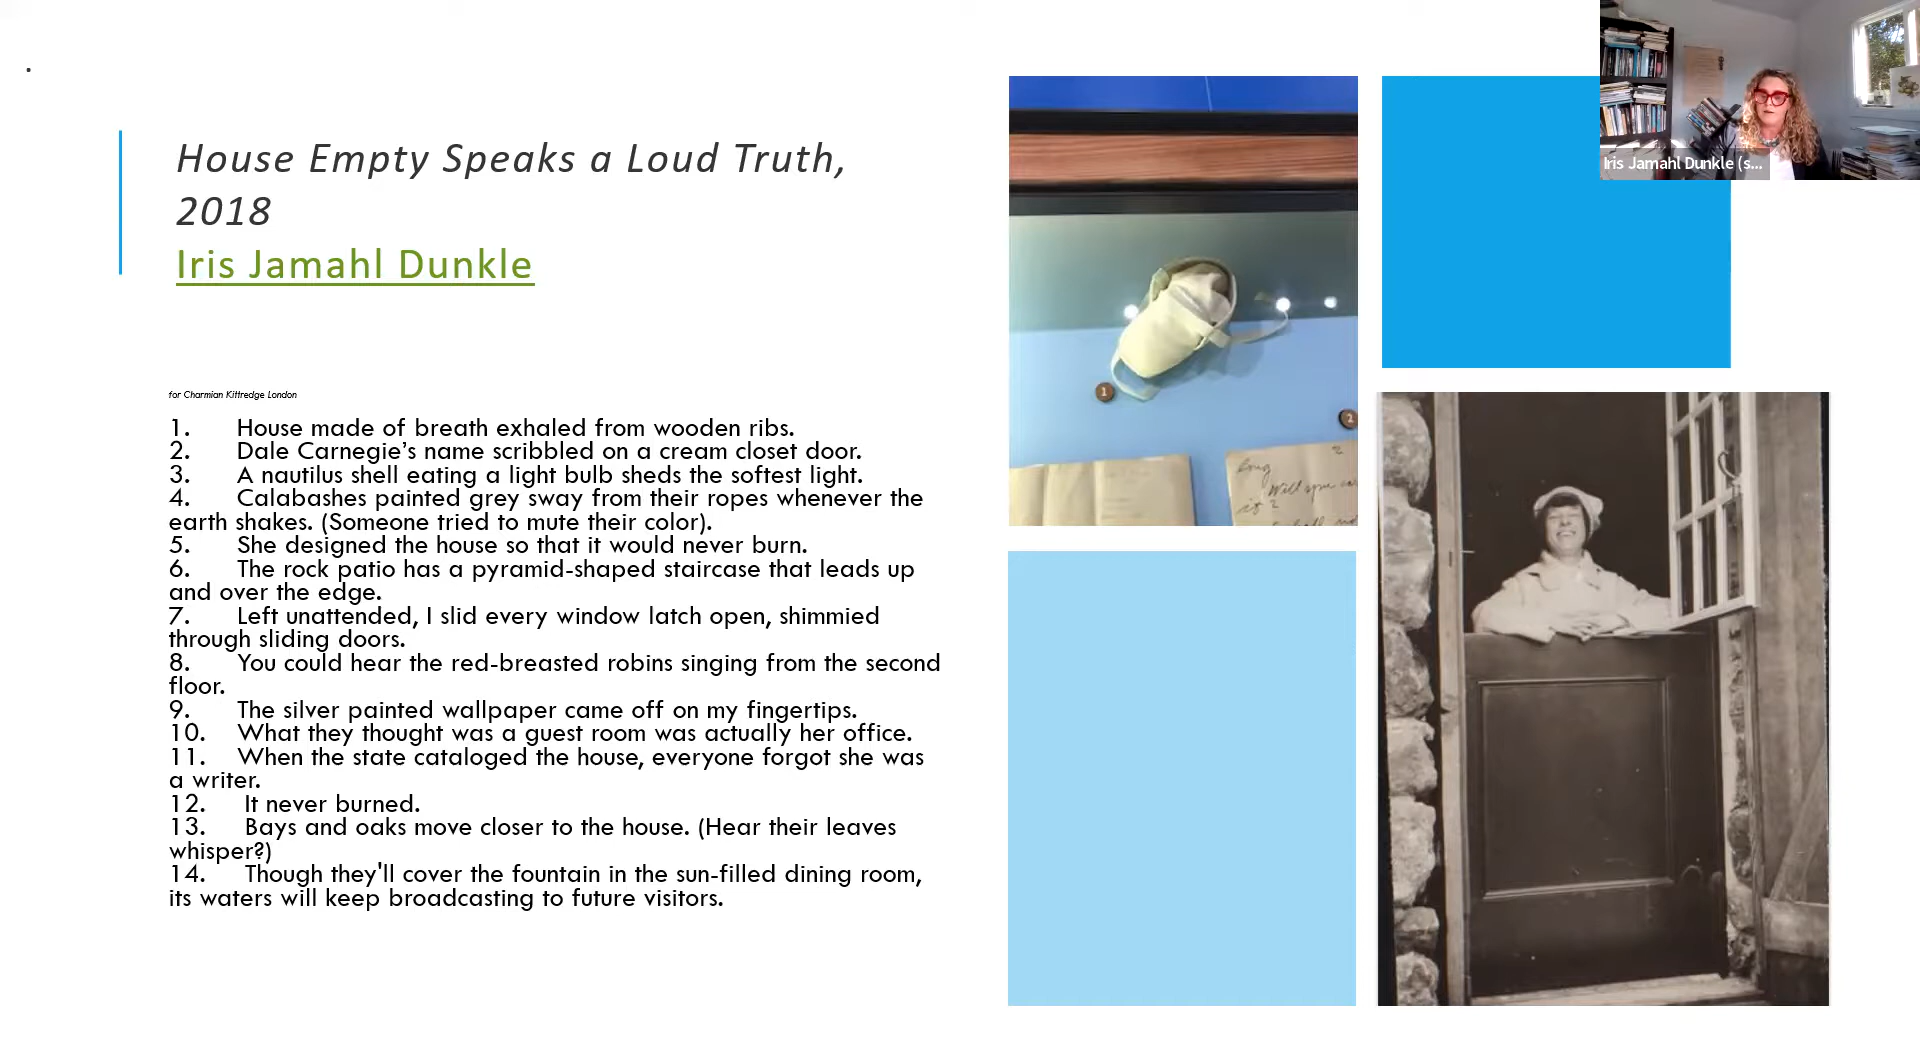 House Empty Speaks a Loud Truth,
2018
Iris Jamahl Dunkle
for Charmian Kittredge London
1. House made of breath exhaled from wooden ribs.
2. Dale Carnegie’s name scribbled on a cream closet door.
3. A nautilus shell eating a light bulb sheds the softest light.
4. Calabashes painted grey sway from their ropes whenever the
earth shakes. (Someone tried to mute their color).
5. She designed the house so that it would never burn.
6. The rock patio has a pyramid-shaped staircase that leads up
and over the edge.
7. Left unattended, I slid every window latch open, shimmied
through sliding doors.
8. You could hear the red-breasted robins singing from the second
floor.
9. The silver painted wallpaper came off on my fingertips.
10. What they thought was a guest room was actually her office.
11. When the state cataloged the house, everyone forgot she was
a writer.
12. It never burned.
13. Bays and oaks move closer to the house. (Hear their leaves
whisper?)
14. Though they'll cover the fountain in the sun-filled dining room,
its waters will keep broadcasting to future visitors.
1
2
2
long
Will you
is?
Iris Jamahl Dunkle (s...